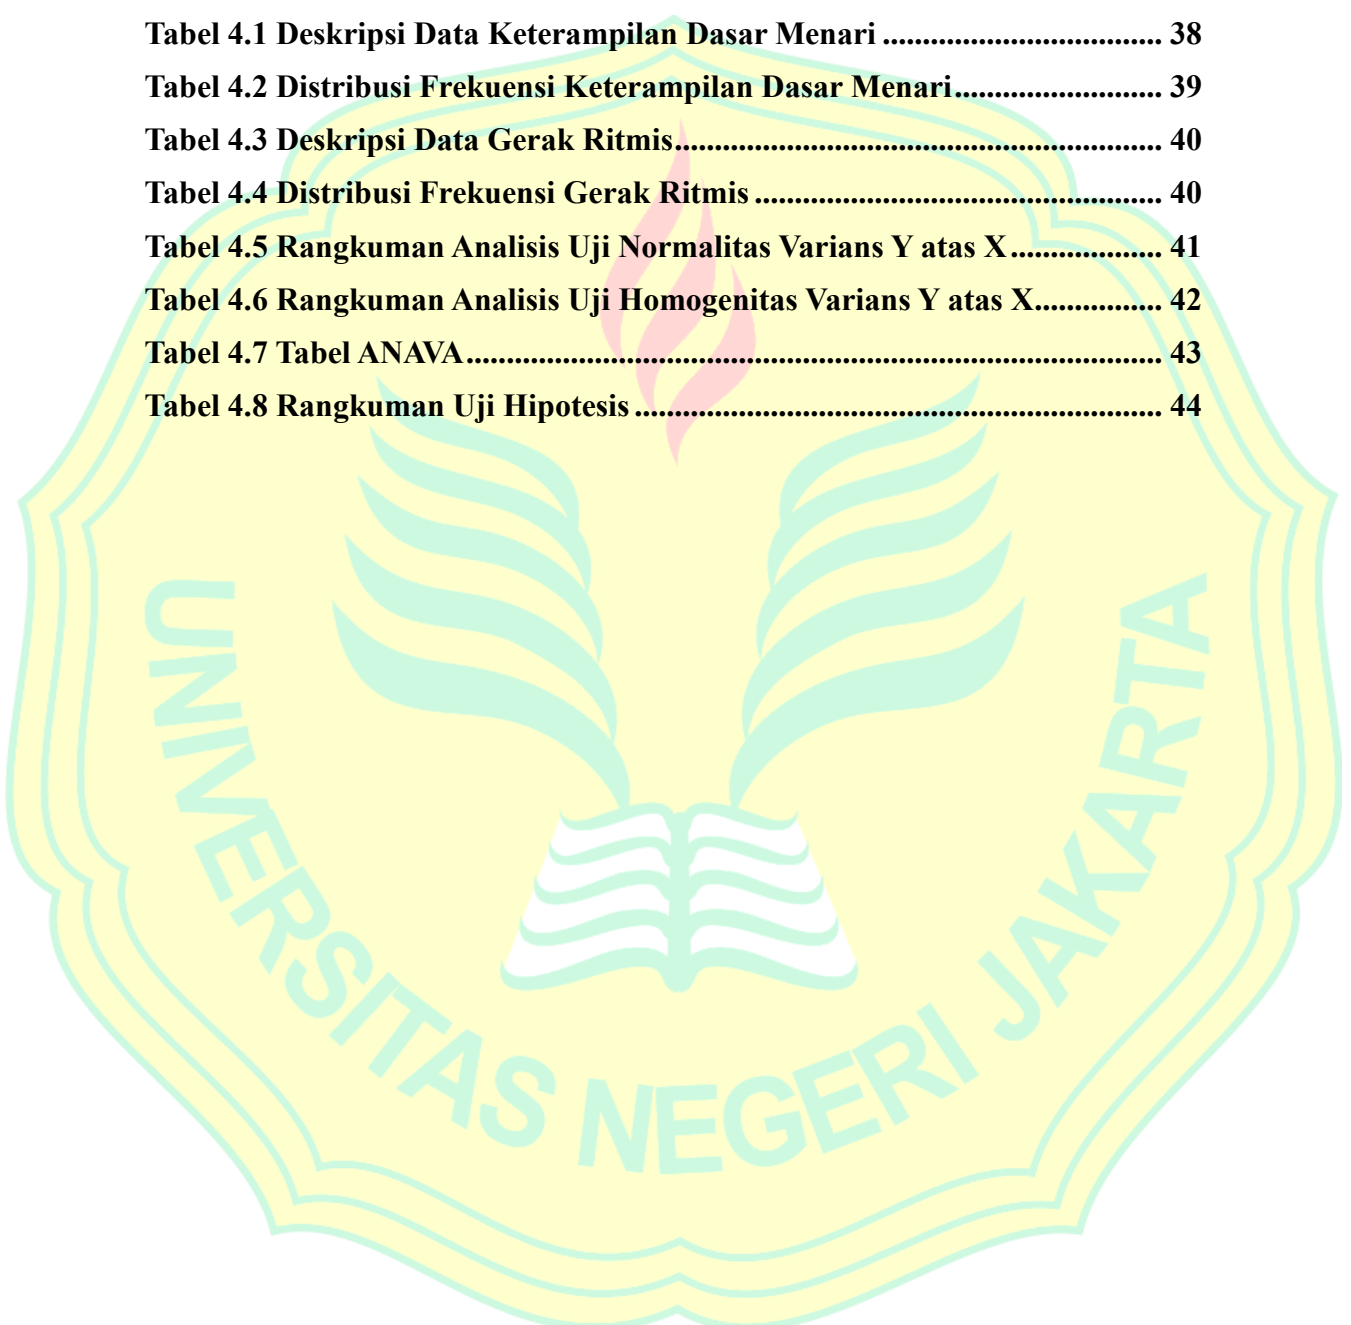 Tabel 4.1 Deskripsi Data Keterampilan Dasar Menari ................................... 38
Tabel 4.2 Distribusi Frekuensi Keterampilan Dasar Menari.......................... 39
Tabel 4.3 Deskripsi Data Gerak Ritmis............................................................. 40
Tabel 4.4 Distribusi Frekuensi Gerak Ritmis ................................................... 40
Tabel 4.5 Rangkuman Analisis Uji Normalitas Varians Y atas X................... 41
Tabel 4.6 Rangkuman Analisis Uji Homogenitas Varians Y atas X................ 42
Tabel 4.7 Tabel ANAVA....................................................................................... 43
Tabel 4.8 Rangkuman Uji Hipotesis .................................................................. 44
UNIVERSITAS NEGERI JAKARTA